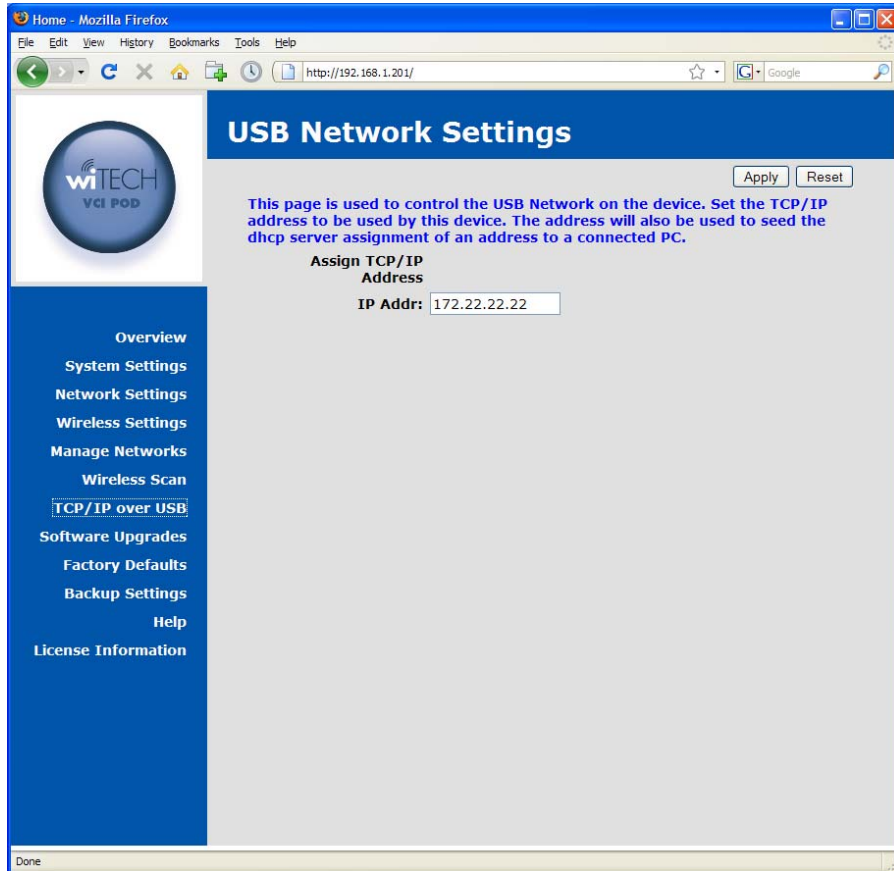 Home - Mozilla Firefox
File Edit View History Bookmarks Tools Help
http://192.168.1.201/
G Google
wiTECH
VCI POD
USB Network Settings
Apply Reset
This page is used to control the USB Network on the device. Set the TCP/IP
address to be used by this device. The address will also be used to seed the
dhcp server assignment of an address to a connected PC.
Assign TCP/IP
Address
IP Addr: 172.22.22.22
Overview
System Settings
Network Settings
Wireless Settings
Manage Networks
Wireless Scan
TCP/IP over USB
Software Upgrades
Factory Defaults
Backup Settings
Help
License Information
Done